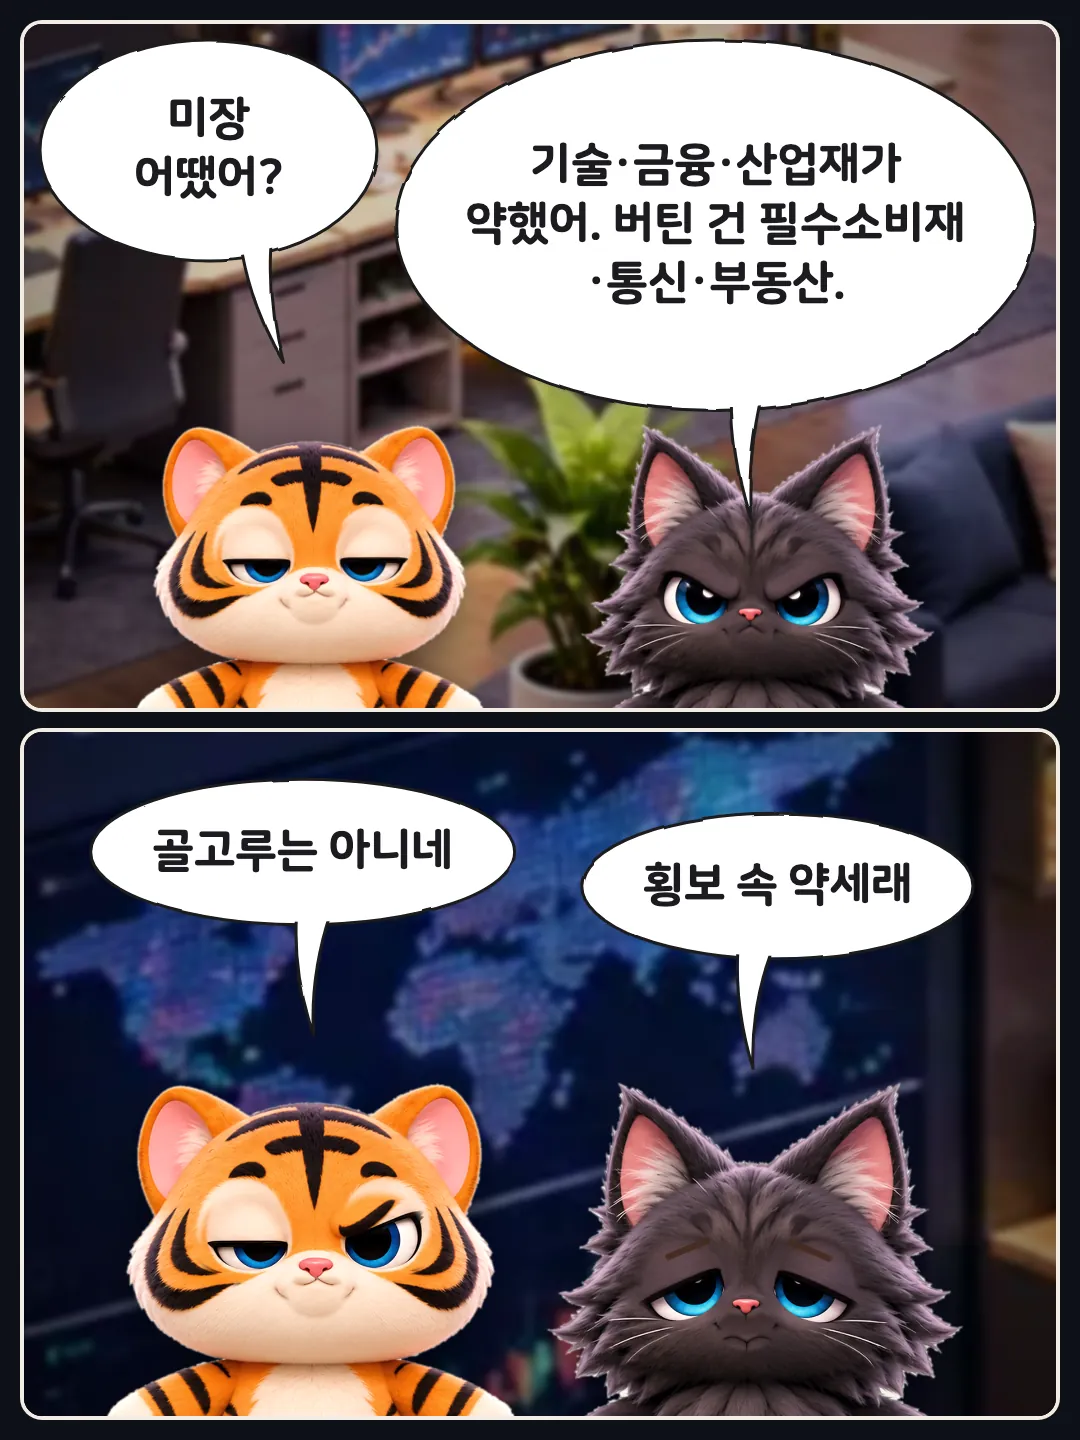 미장
어땠어?
기술·금융·산업재가
약했어. 버틴 건 필수소비재
·통신·부동산.
골고루는 아니네
횡보 속 약세래